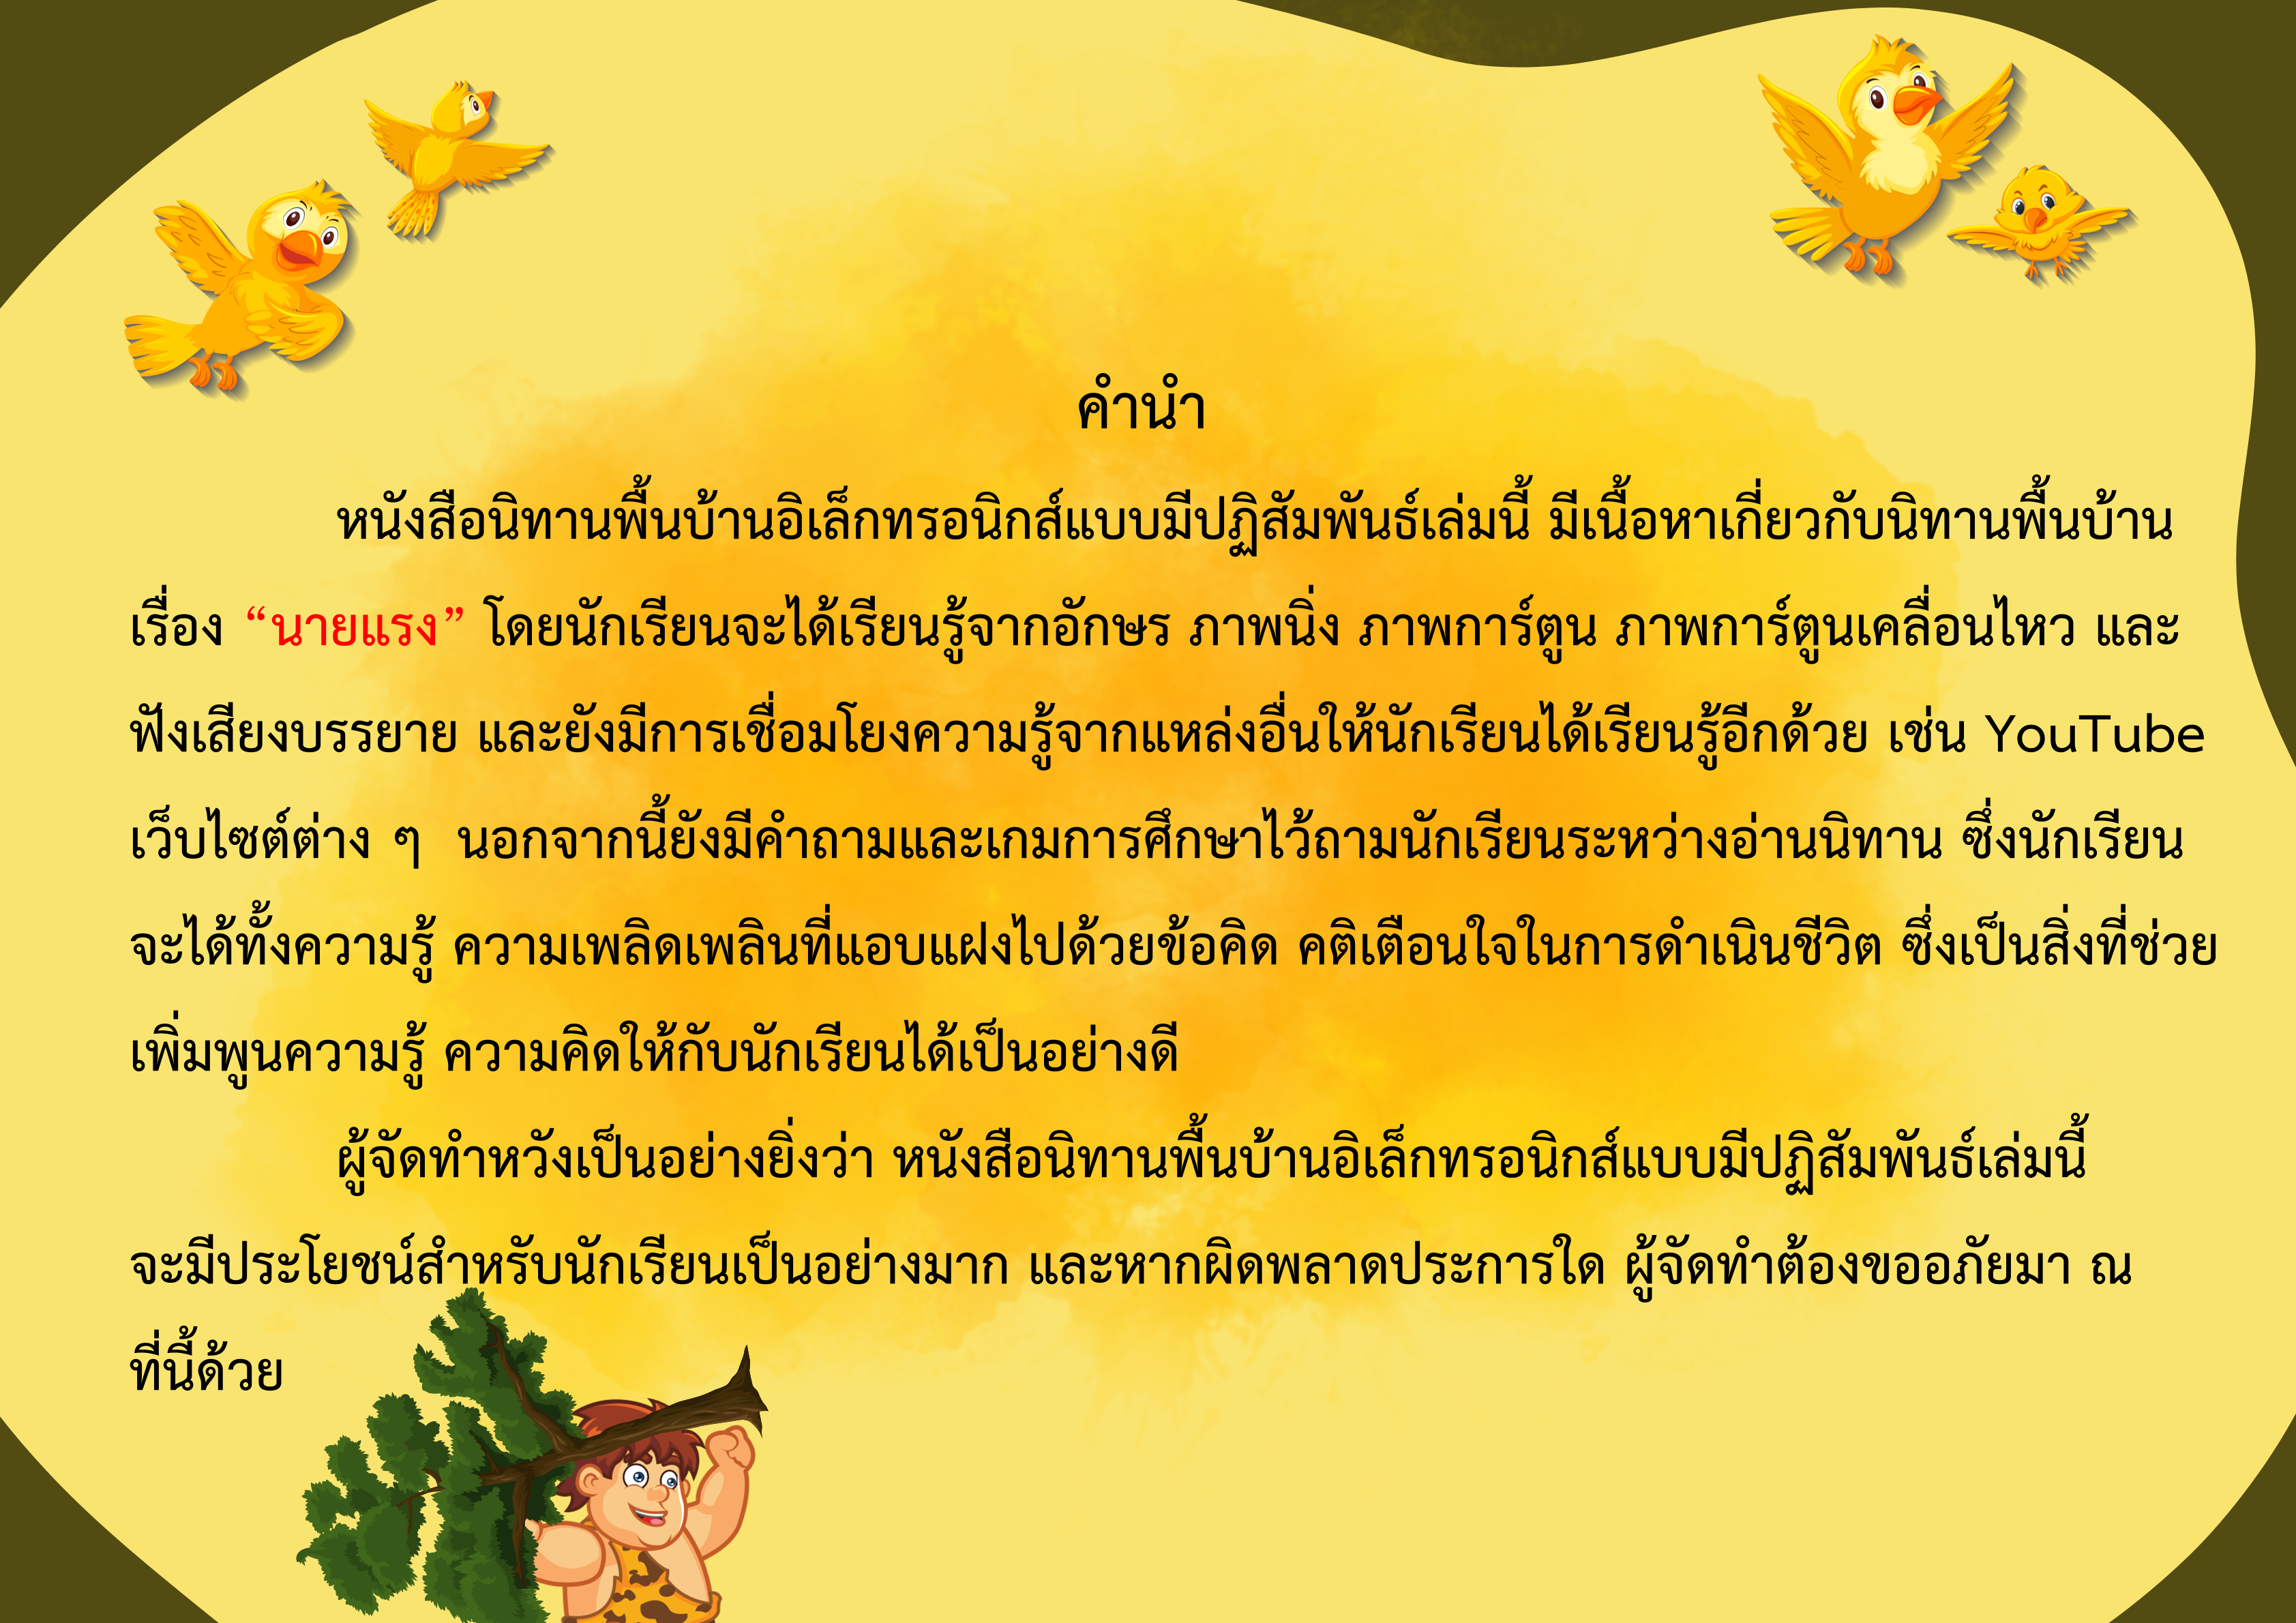 คำนำ
หนังสือนิทานพื้นบ้านอิเล็กทรอนิกส์แบบมีปฏิสัมพันธ์เล่มนี้ มีเนื้อหาเกี่ยวกับนิทานพื้นบ้าน
เรื่อง “นายแรง” โดยนักเรียนจะได้เรียนรู้จากอักษร ภาพนิ่ง ภาพการ์ตูน ภาพการ์ตูนเคลื่อนไหว และ
ฟังเสียงบรรยาย และยังมีการเชื่อมโยงความรู้จากแหล่งอื่นให้นักเรียนได้เรียนรู้อีกด้วย เช่น YouTube
เว็บไซต์ต่าง ๆ นอกจากนี้ยังมีคำถามและเกมการศึกษาไว้ถามนักเรียนระหว่างอ่านนิทาน ซึ่งนักเรียน
จะได้ทั้งความรู้ ความเพลิดเพลินที่แอบแฝงไปด้วยข้อคิด คติเตือนใจในการดำเนินชีวิต ซึ่งเป็นสิ่งที่ช่วย
เพิ่มพูนความรู้ ความคิดให้กับนักเรียนได้เป็นอย่างดี
ผู้จัดทำหวังเป็นอย่างยิ่งว่า หนังสือนิทานพื้นบ้านอิเล็กทรอนิกส์แบบมีปฏิสัมพันธ์เล่มนี้
จะมีประโยชน์สำหรับนักเรียนเป็นอย่างมาก และหากผิดพลาดประการใด ผู้จัดทำต้องขออภัยมา ณ
ที่นี้ด้วย